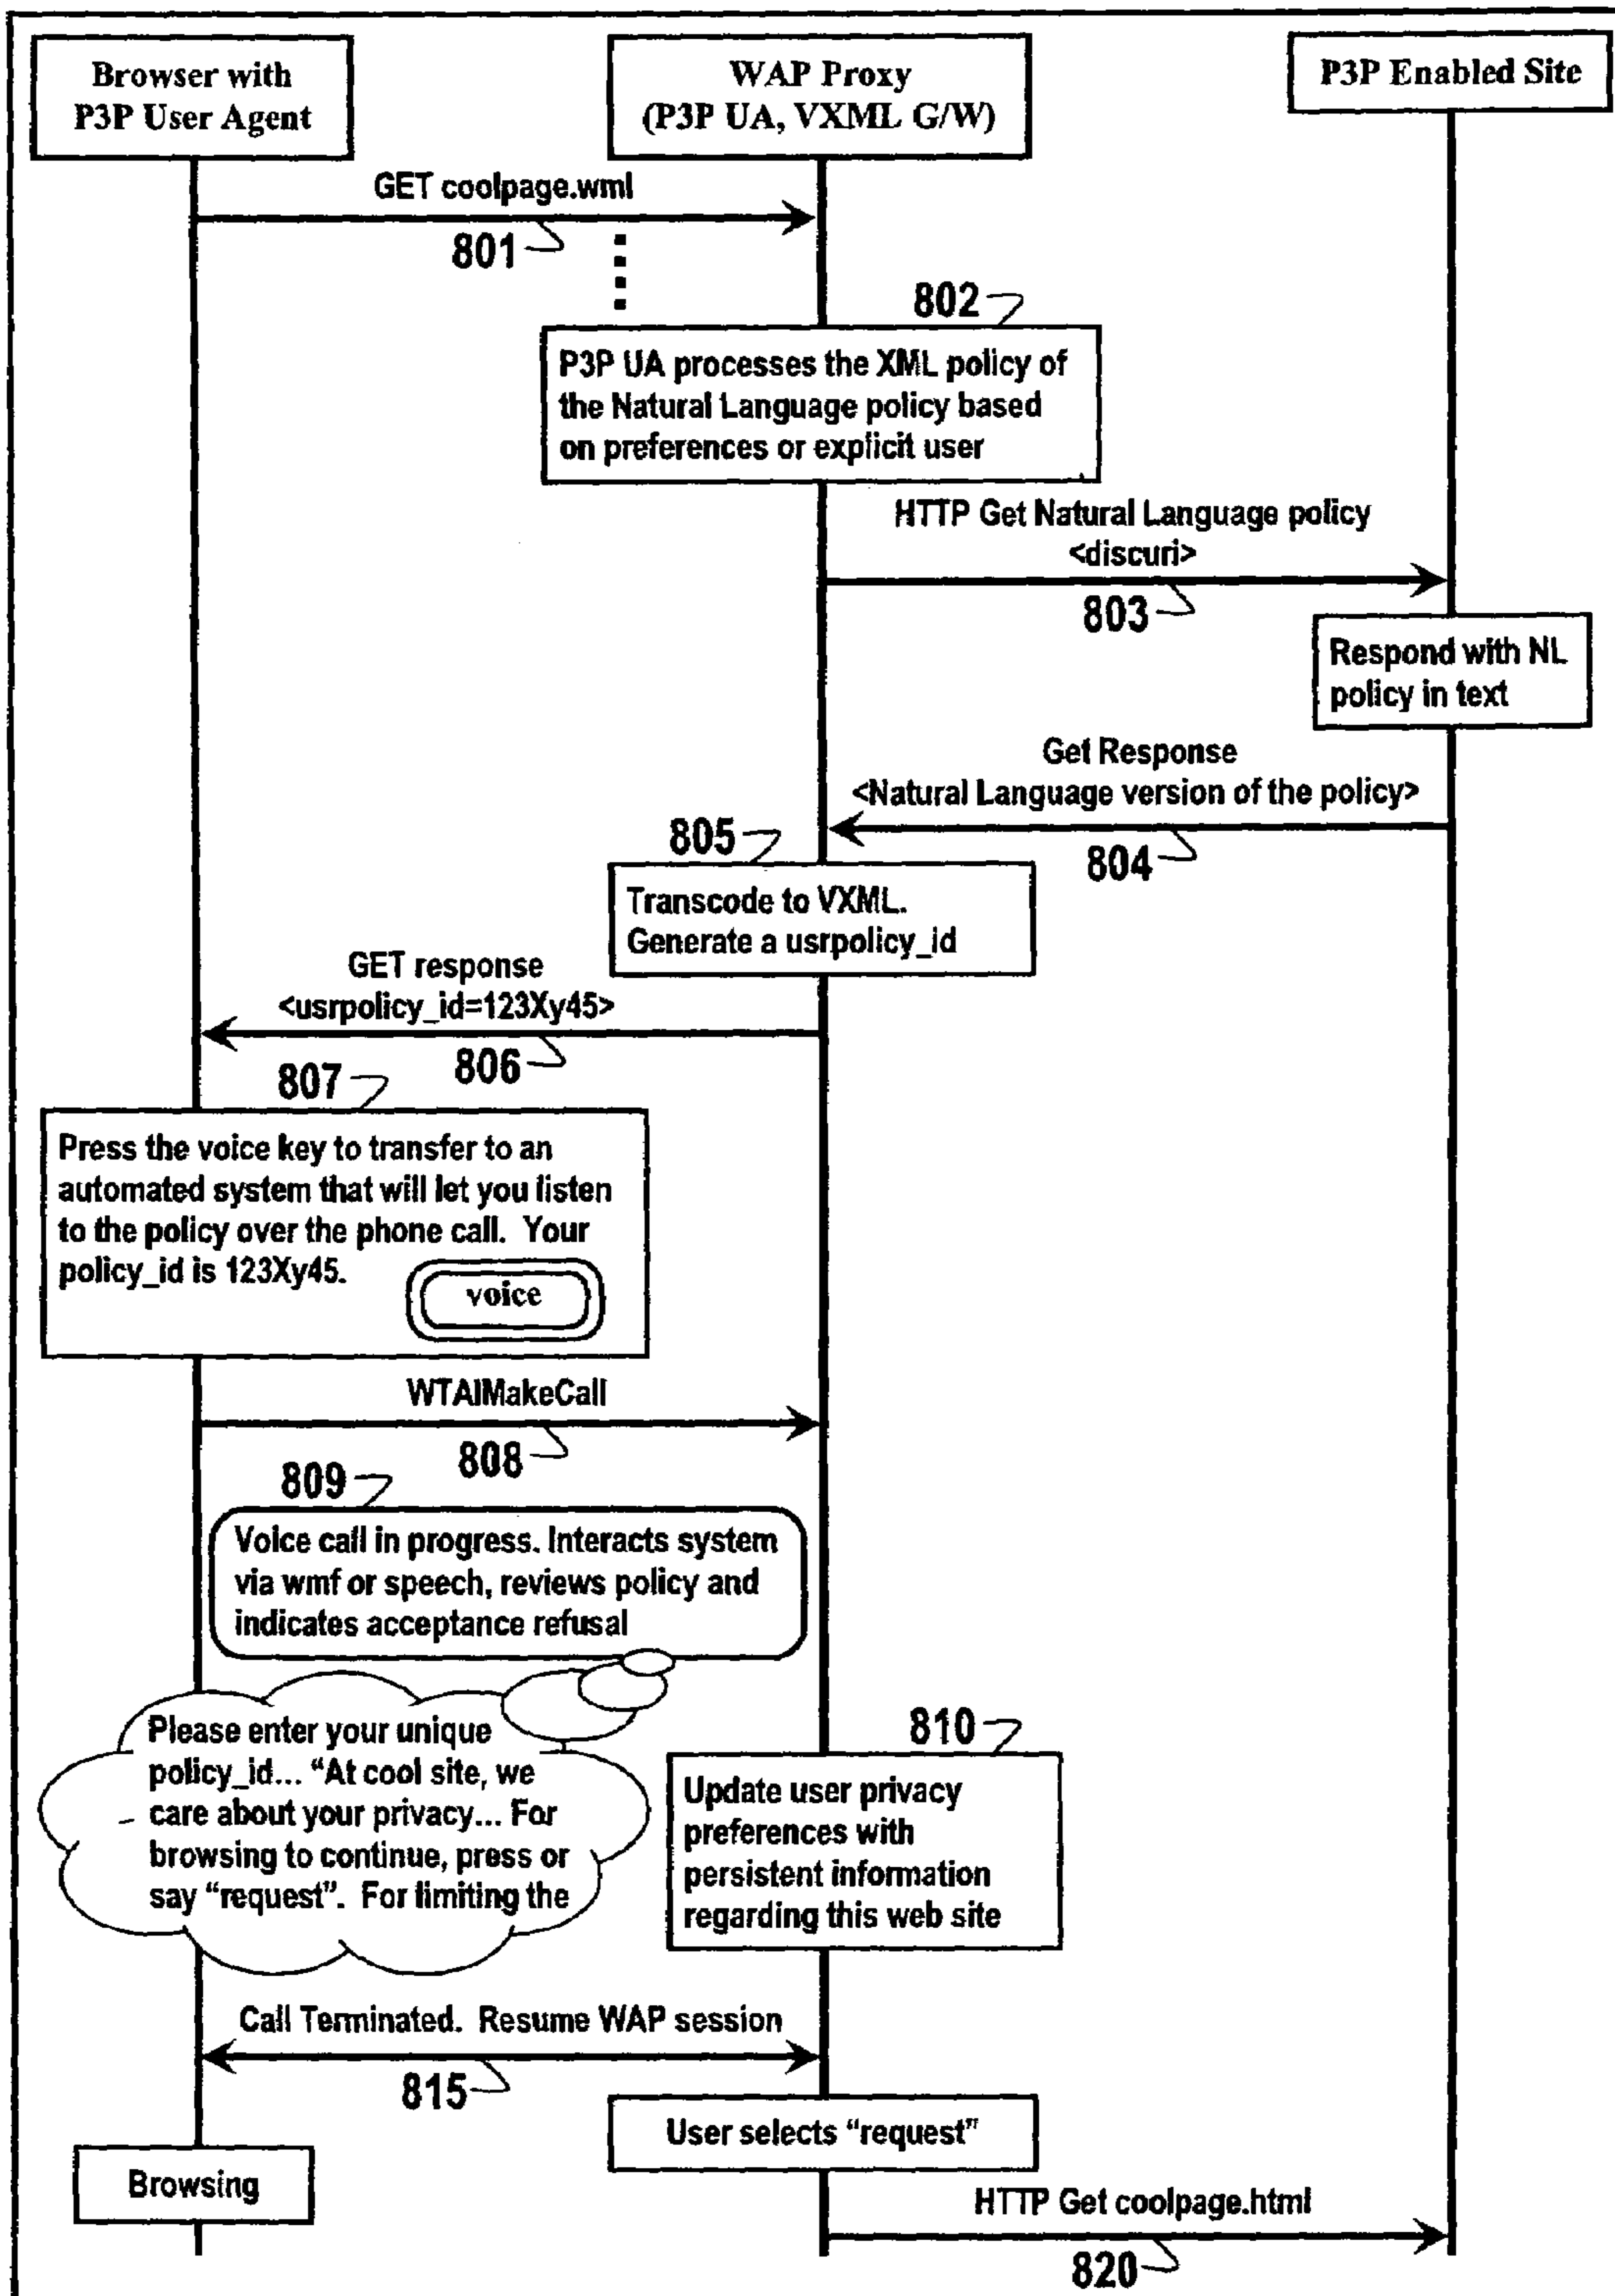 Browser with
P3P User Agent
WAP Proxy
(P3P UA, VXML G/W)
P3P Enabled Site
GET coolpage.wml
801
802
P3P UA processes the XML policy of
the Natural Language policy based
on preferences or explicit user
HTTP Get Natural Language policy
<discuri>
803
Respond with NL
policy in text
Get Response
<Natural Language version of the policy>
804
805
Transcode to VXML.
Generate a usrpolicy_id
GET response
<usrpolicy_id=123Xy45>
806
807
Press the voice key to transfer to an
automated system that will let you listen
to the policy over the phone call. Your
policy_id is 123Xy45.
voice
WTAIMakeCall
808
809
Voice call in progress. Interacts system
via wmf or speech, reviews policy and
indicates acceptance refusal
Please enter your unique
policy_id... “At cool site, we
care about your privacy... For
browsing to continue, press or
say “request”. For limiting the
810
Update user privacy
preferences with
persistent information
regarding this web site
Call Terminated. Resume WAP session
815
User selects “request”
Browsing
HTTP Get coolpage.html
820